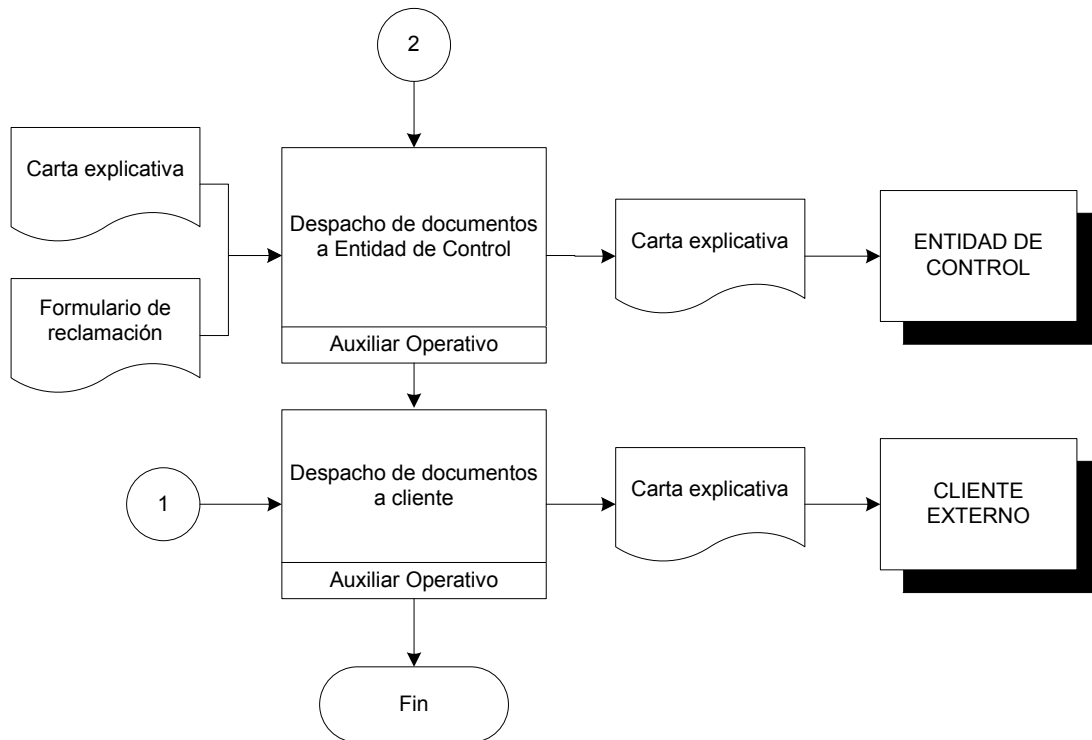 2
Carta explicativa
Formulario de
reclamación
Despacho de documentos
a Entidad de Control
Auxiliar Operativo
Carta explicativa
ENTIDAD DE
CONTROL
1
Despacho de documentos
a cliente
Auxiliar Operativo
Carta explicativa
CLIENTE
EXTERNO
Fin